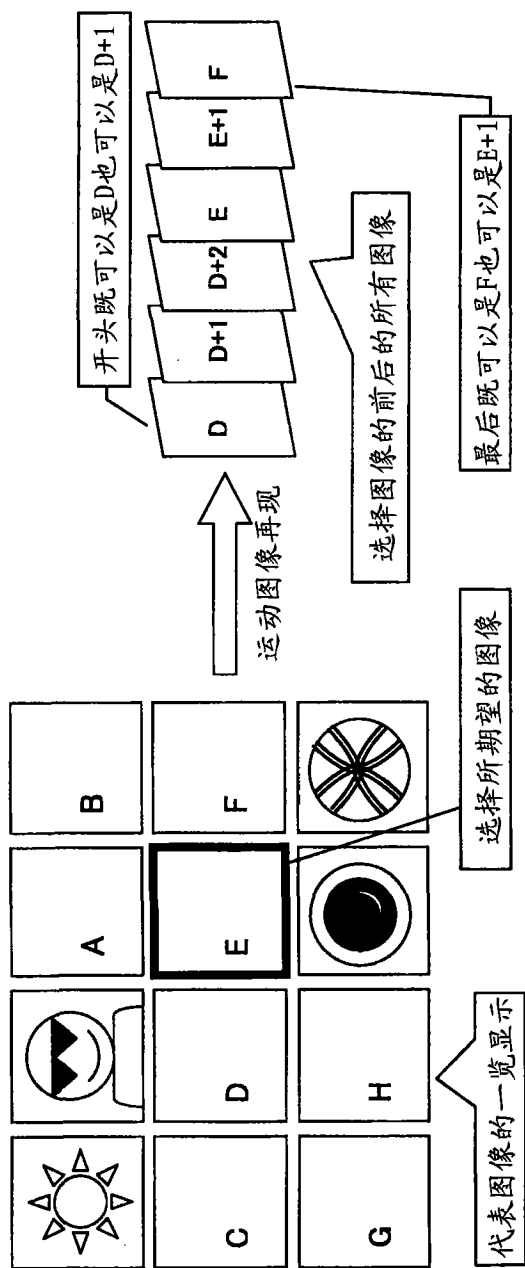 A
B
C
D
E
F
G
H
代表图像的一览显示
选择所期望的图像
运动图像再现
开头既可以是D也可以是D+1
D
D+1
D+2
E
E+1
F
选择图像的前后的所有图像
最后既可以是F也可以是E+1